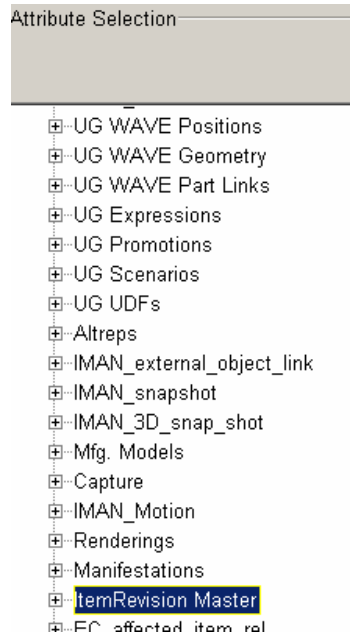 Attribute Selection
UG WAVE Positions
UG WAVE Geometry
UG WAVE Part Links
UG Expressions
UG Promotions
UG Scenarios
UG UDFs
Altreps
IMAN_external_object_link
IMAN_snapshot
IMAN_3D_snap_shot
Mfg. Models
Capture
IMAN_Motion
Renderings
Manifestations
ItemRevision Master
EC_affected_item_rel